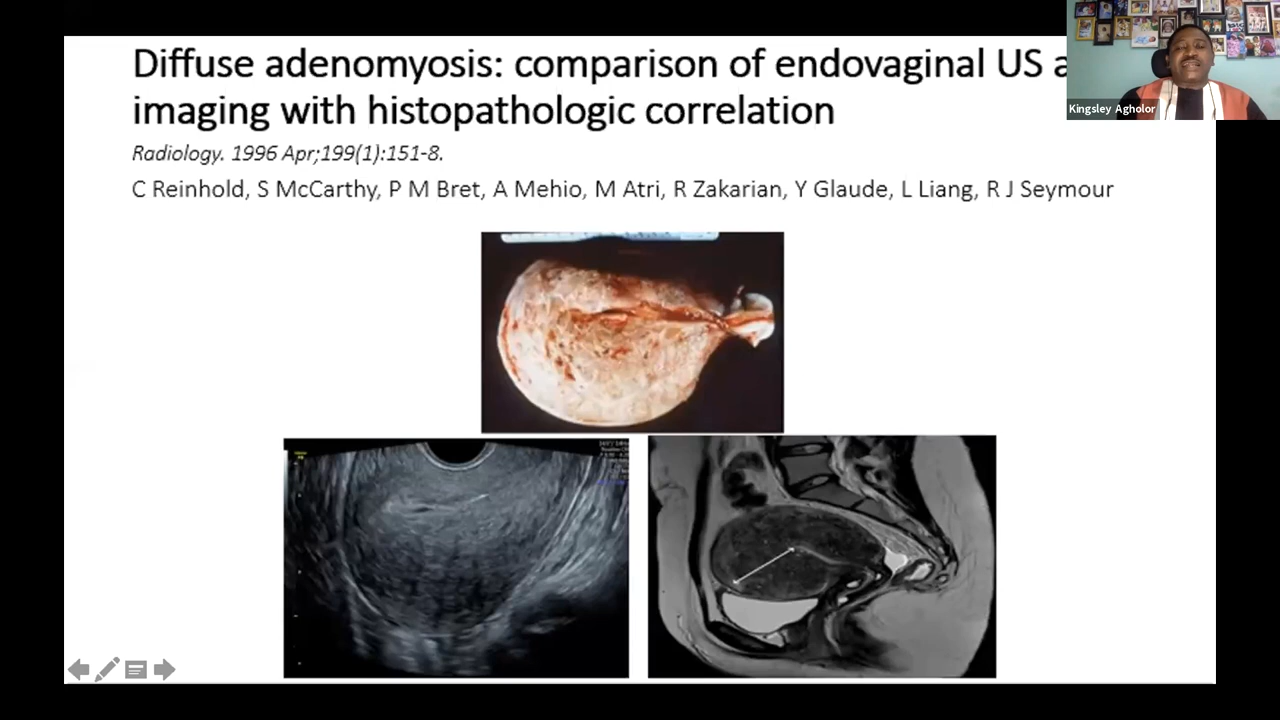 Diffuse adenomyosis: comparison of endovaginal US a
imaging with histopathologic correlation
Radiology. 1996 Apr;199(1):151-8.
C Reinhold, S McCarthy, P M Bret, A Mehio, M Atri, R Zakarian, Y Glaude, L Liang, R J Seymour
Kingsley Agholor